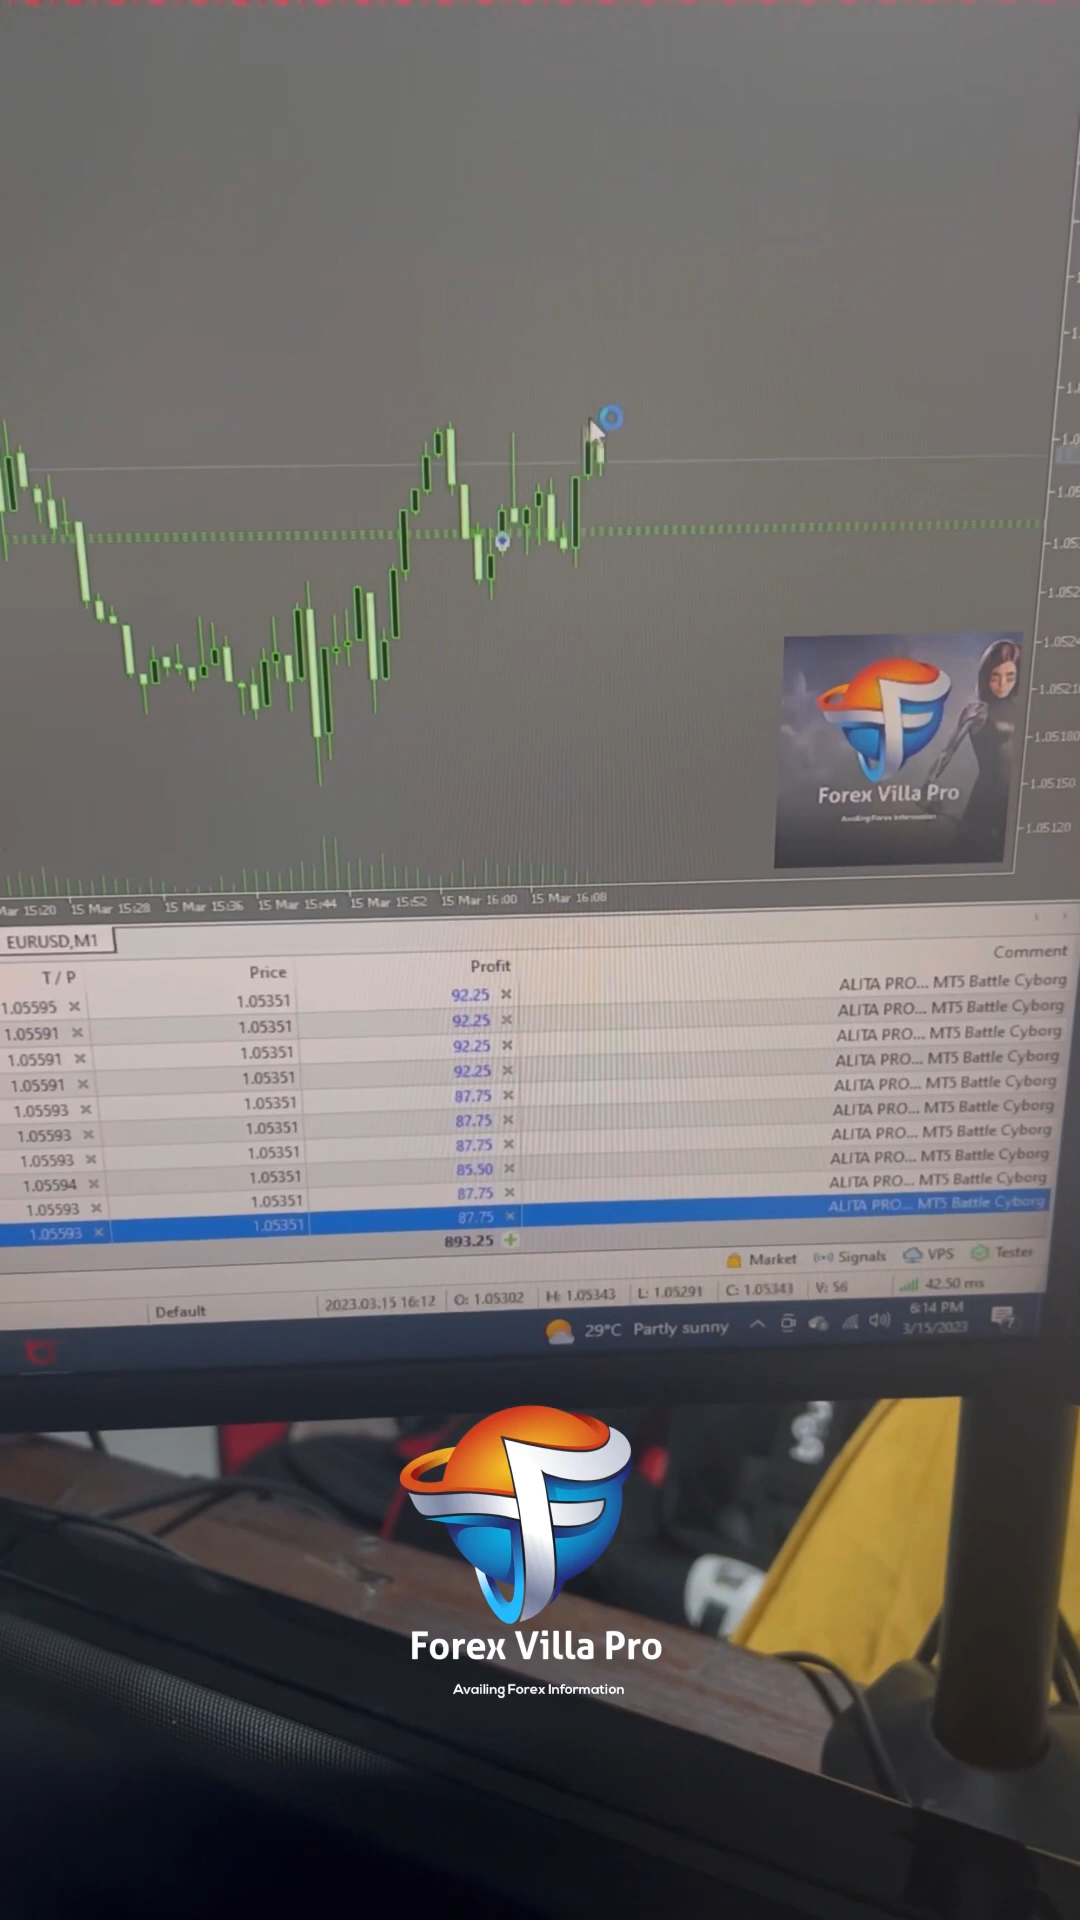 1.05180
1.05150
1.05120
Forex Villa Pro
Availing Forex Information
Mar 15:20 15 Mar 15:28 15 Mar 15:36 15 Mar 15:44 15 Mar 15:52 15 Mar 16:00 15 Mar 16:08
EURUSD,M1
T / P Price Profit Comment
1.05595 × 1.05351 92.25 × ALITA PRO... MT5 Battle Cyborg
1.05591 × 1.05351 92.25 × ALITA PRO... MT5 Battle Cyborg
1.05591 × 1.05351 92.25 × ALITA PRO... MT5 Battle Cyborg
1.05591 × 1.05351 92.25 × ALITA PRO... MT5 Battle Cyborg
1.05593 × 1.05351 87.75 × ALITA PRO... MT5 Battle Cyborg
1.05593 × 1.05351 87.75 × ALITA PRO... MT5 Battle Cyborg
1.05593 × 1.05351 87.75 × ALITA PRO... MT5 Battle Cyborg
1.05594 × 1.05351 85.50 × ALITA PRO... MT5 Battle Cyborg
1.05593 × 1.05351 87.75 × ALITA PRO... MT5 Battle Cyborg
1.05593 × 1.05351 87.75 × ALITA PRO... MT5 Battle Cyborg
893.25 +
Market Signals VPS Tester
Default 2023.03.15 16:12 O: 1.05302 H: 1.05343 L: 1.05291 C: 1.05343 V: 56 42.50 ms
29°C Partly sunny 6:14 PM
3/15/2023
Forex Villa Pro
Availing Forex Information